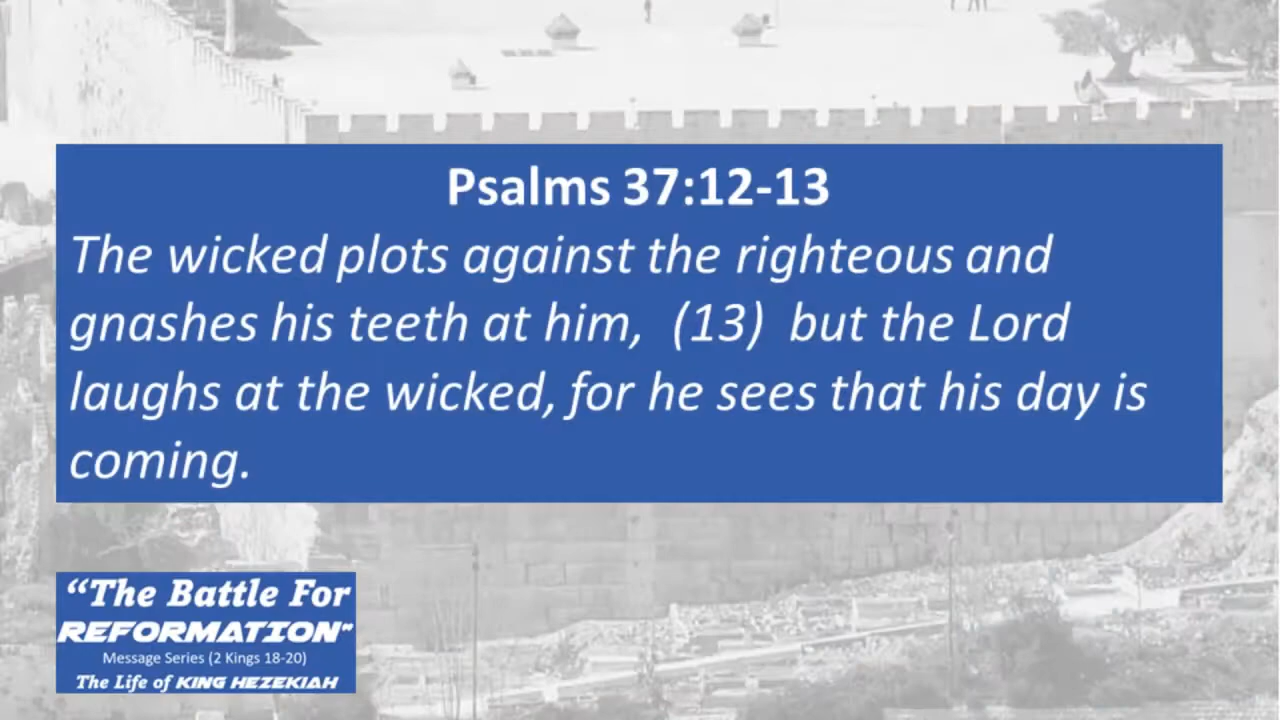 Psalms 37:12-13
The wicked plots against the righteous and
gnashes his teeth at him, (13) but the Lord
laughs at the wicked, for he sees that his day is
coming.
“The Battle For
REFORMATION”
Message Series (2 Kings 18-20)
The Life of KING HEZEKIAH